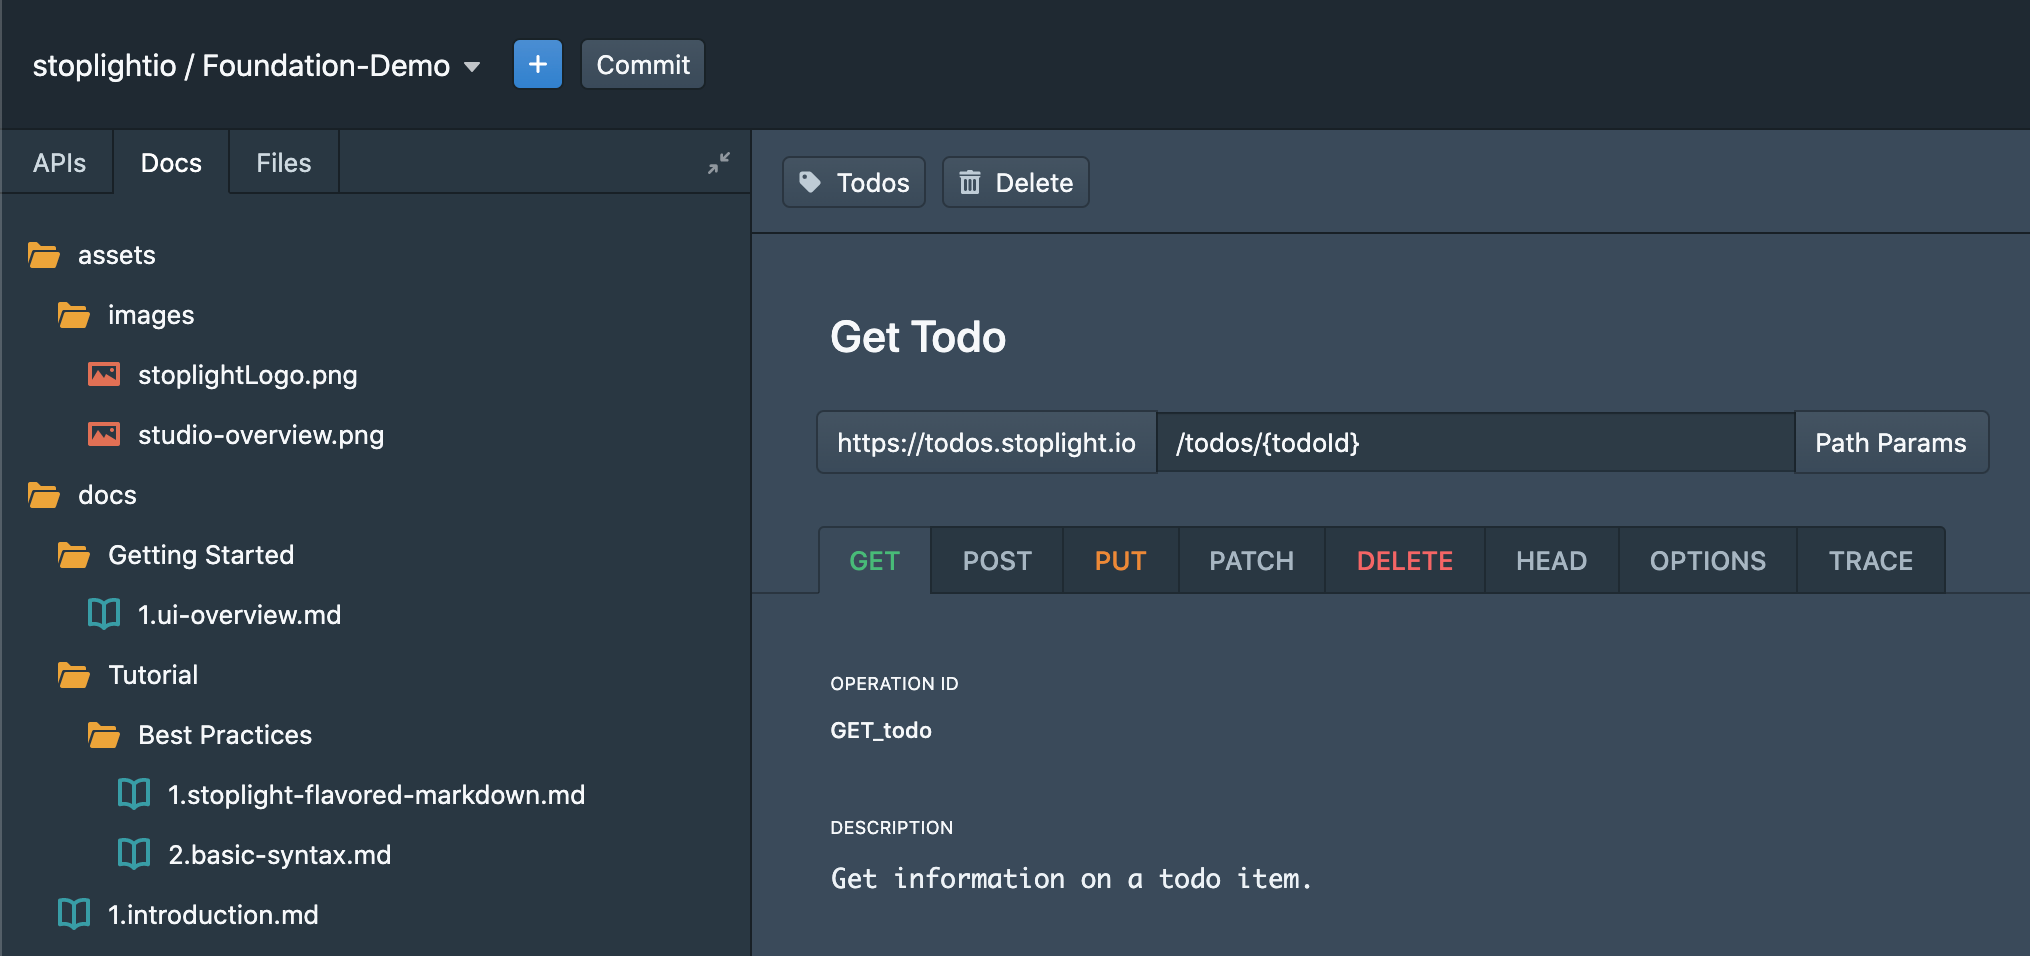 stoplightio / Foundation-Demo
+
Commit
APIs
Docs
Files
assets
images
stoplightLogo.png
studio-overview.png
docs
Getting Started
1.ui-overview.md
Tutorial
Best Practices
1.stoplight-flavored-markdown.md
2.basic-syntax.md
1.introduction.md
Todos
Delete
Get Todo
https://todos.stoplight.io
/todos/{todoId}
Path Params
GET
POST
PUT
PATCH
DELETE
HEAD
OPTIONS
TRACE
OPERATION ID
GET_todo
DESCRIPTION
Get information on a todo item.